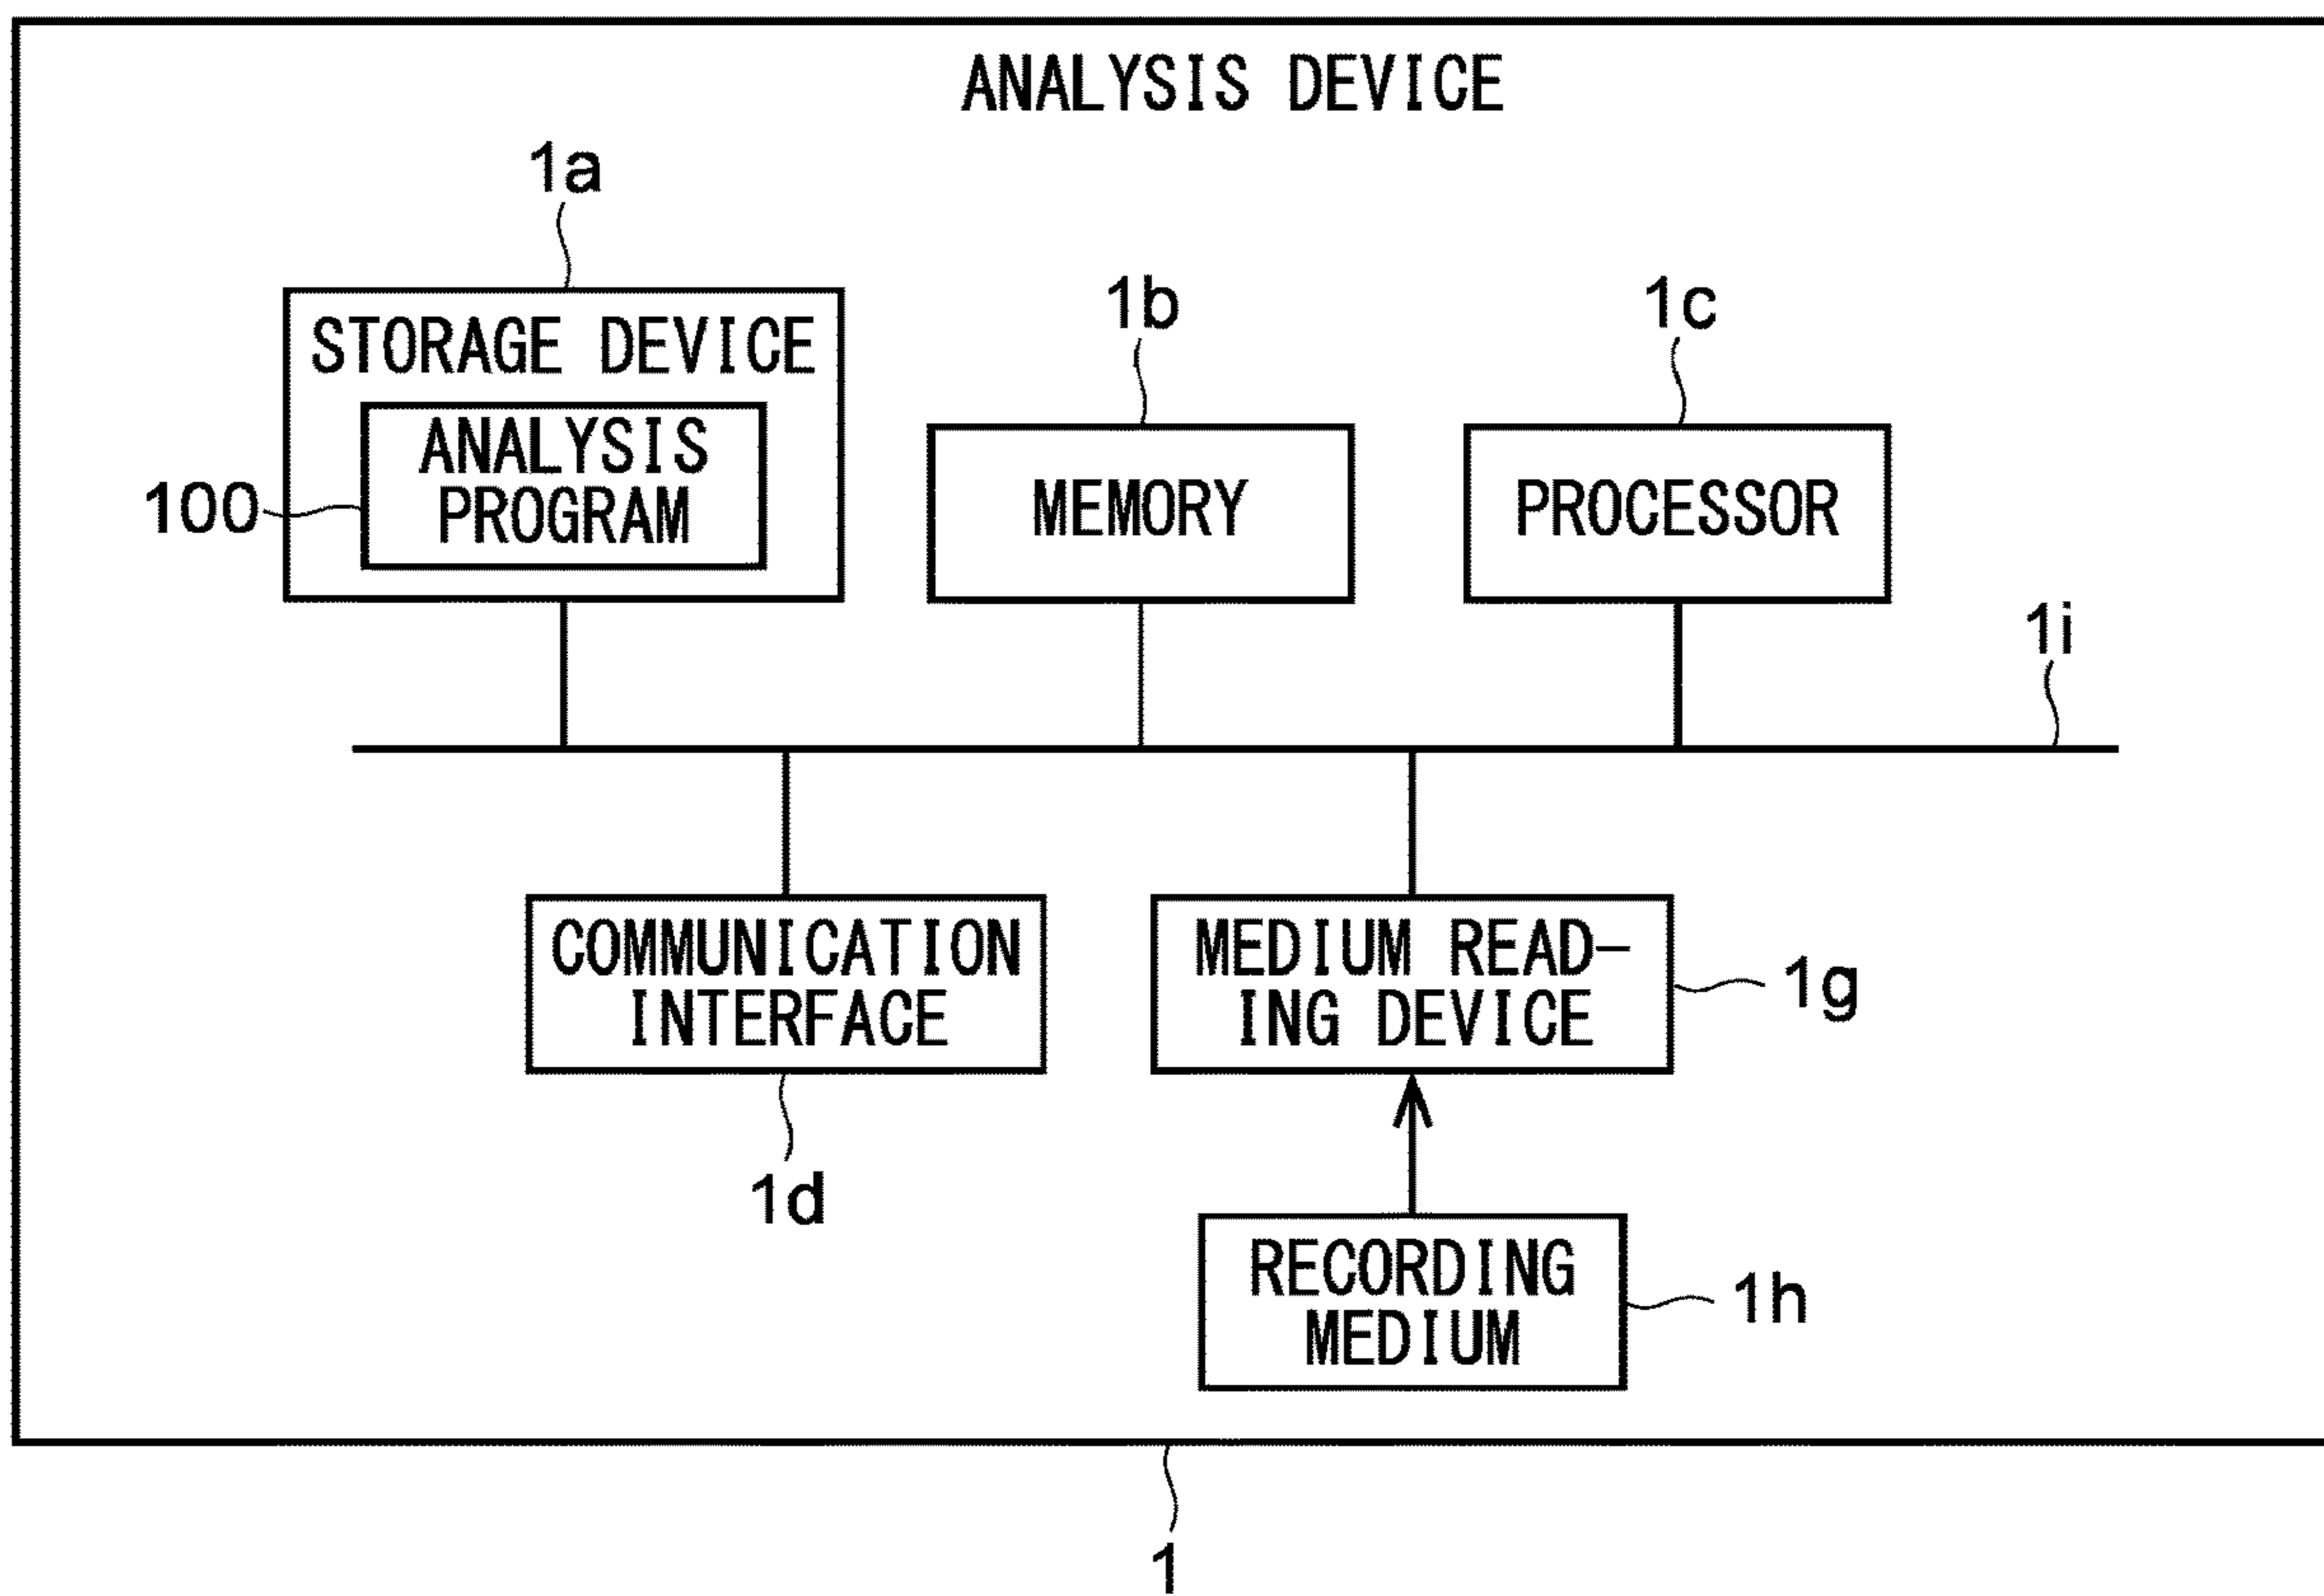 ANALYSIS DEVICE
1a
STORAGE DEVICE
ANALYSIS
PROGRAM
100
1b
MEMORY
1c
PROCESSOR
1i
COMMUNICATION
INTERFACE
1d
MEDIUM READ-
ING DEVICE
1g
RECORDING
MEDIUM
1h
1